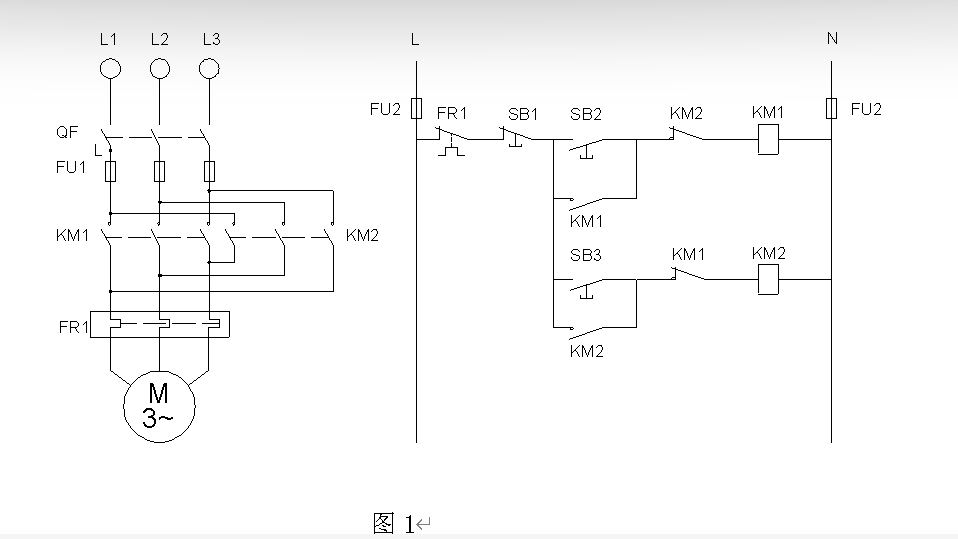 L1 L2 L3
L N
QF
L
FU1
FU2 FR1 SB1 SB2 KM2 KM1 FU2
KM1 KM2
KM1
SB3 KM1 KM2
KM2
FR1
M
3~
图 1↵